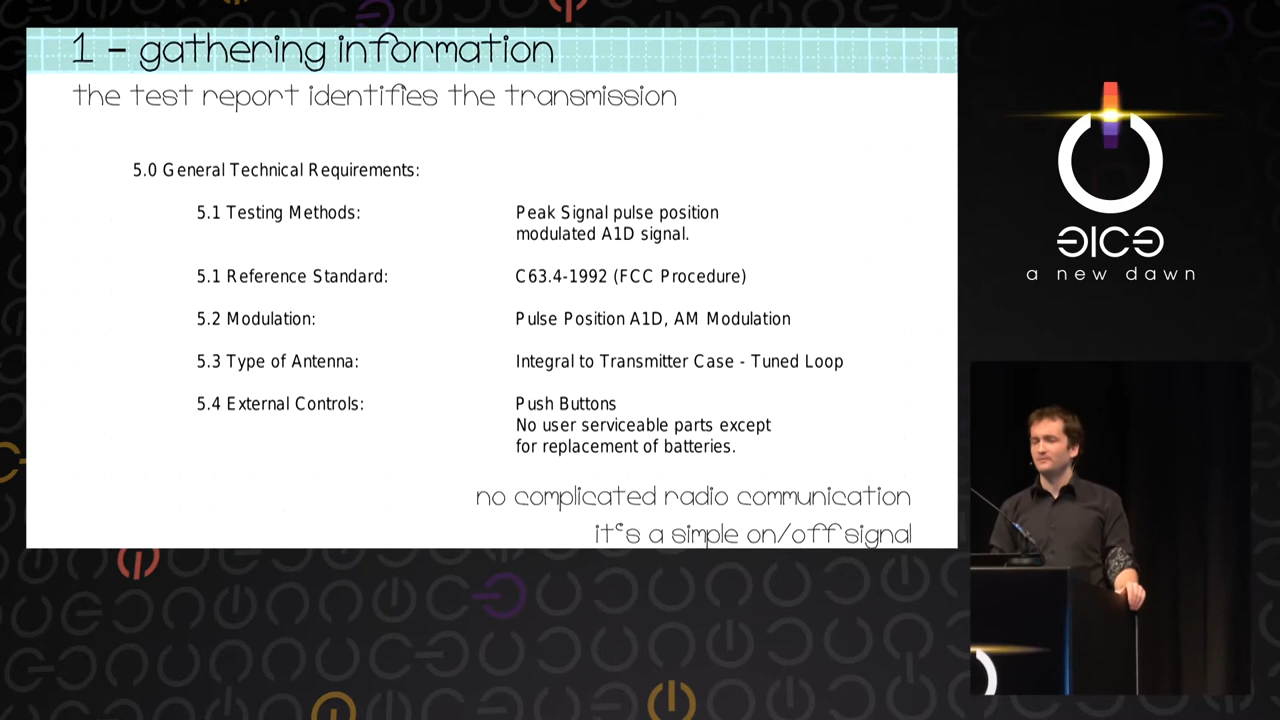 1 - gathering information
the test report identifies the transmission
5.0 General Technical Requirements:
5.1 Testing Methods: Peak Signal pulse position
modulated A1D signal.
5.1 Reference Standard: C63.4-1992 (FCC Procedure)
5.2 Modulation: Pulse Position A1D, AM Modulation
5.3 Type of Antenna: Integral to Transmitter Case - Tuned Loop
5.4 External Controls: Push Buttons
No user serviceable parts except
for replacement of batteries.
no complicated radio communication
it's a simple on/off signal
a new dawn